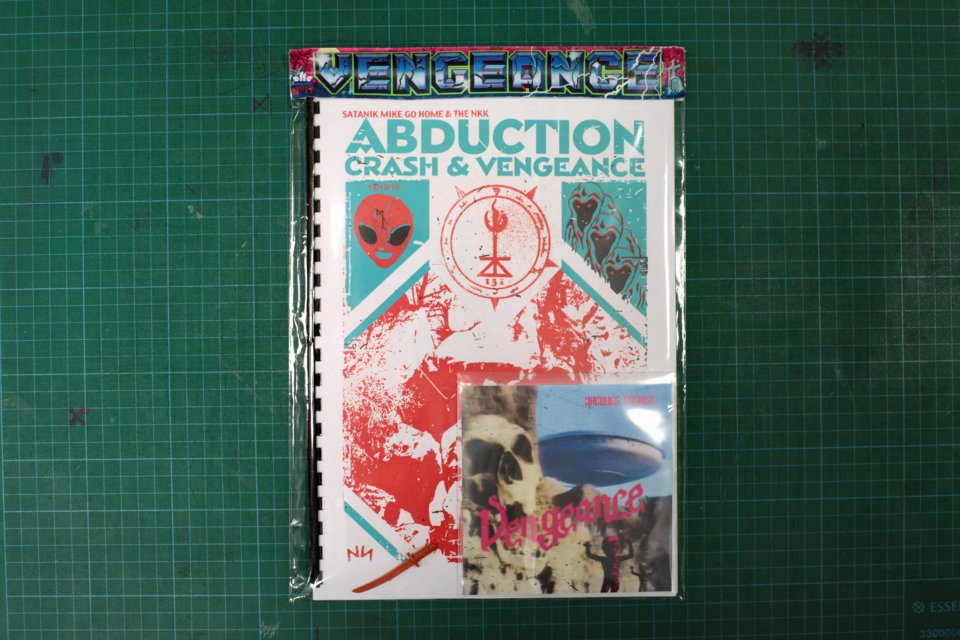 VENGEANCE
SATANIK MIKE GO HOME & THE NKK
ABDUCTION
CRASH & VENGEANCE
JACQUES
Vengeance